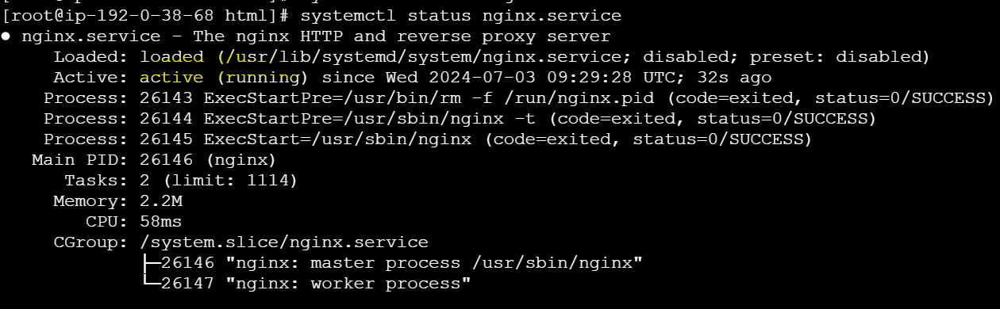 [root@ip-192-0-38-68 html]# systemctl status nginx.service
● nginx.service - The nginx HTTP and reverse proxy server
     Loaded: loaded (/usr/lib/systemd/system/nginx.service; disabled; preset: disabled)
     Active: active (running) since Wed 2024-07-03 09:29:28 UTC; 32s ago
    Process: 26143 ExecStartPre=/usr/bin/rm -f /run/nginx.pid (code=exited, status=0/SUCCESS)
    Process: 26144 ExecStartPre=/usr/sbin/nginx -t (code=exited, status=0/SUCCESS)
    Process: 26145 ExecStart=/usr/sbin/nginx (code=exited, status=0/SUCCESS)
   Main PID: 26146 (nginx)
      Tasks: 2 (limit: 1114)
     Memory: 2.2M
        CPU: 58ms
     CGroup: /system.slice/nginx.service
             ├─26146 "nginx: master process /usr/sbin/nginx"
             └─26147 "nginx: worker process"